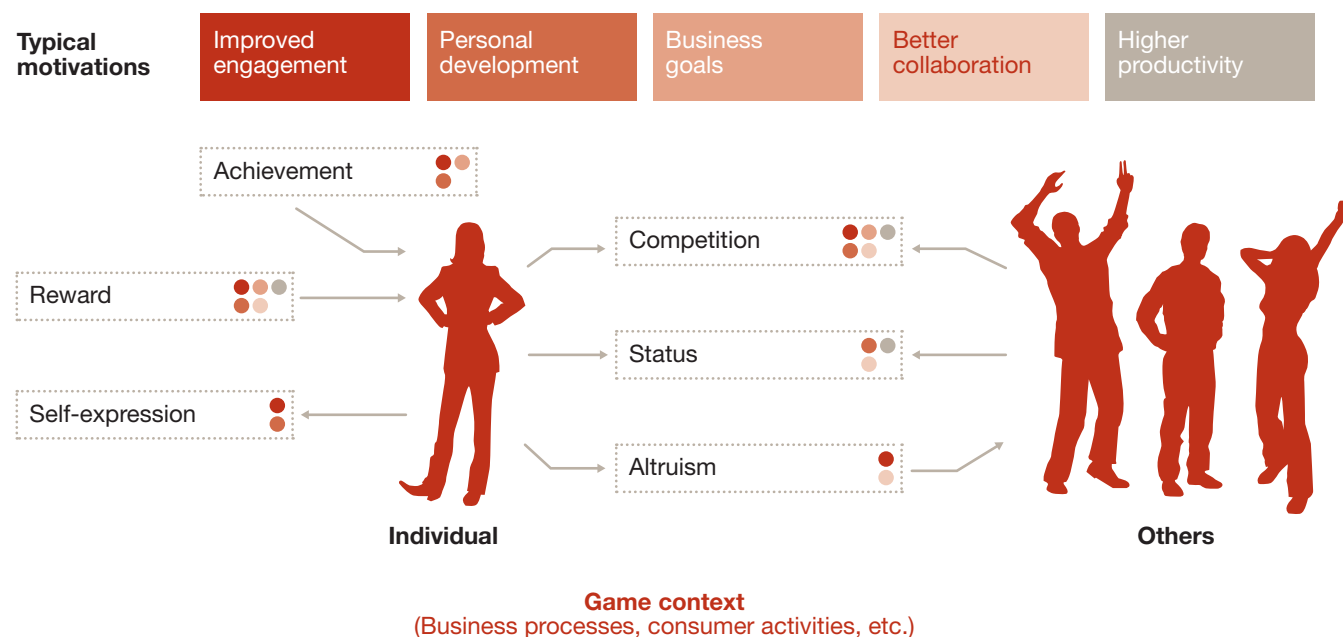 Typical
motivations
Improved
engagement
Personal
development
Business
goals
Better
collaboration
Higher
productivity
Achievement
Reward
Self-expression
Competition
Status
Altruism
Individual
Others
Game context
(Business processes, consumer activities, etc.)